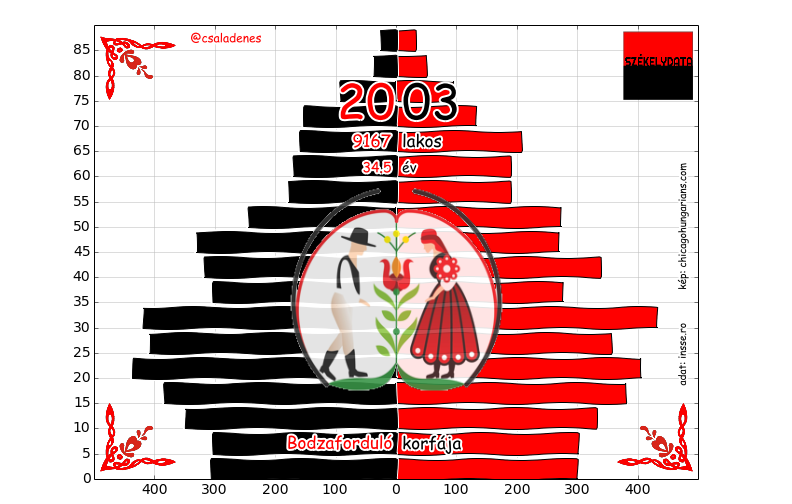 @csaladenes
SZÉKELYDATA
2003
9167 lakos
34.5 év
Bodzaforduló korfája
kép: chicagohungarians.com
adat: insse.ro
85
80
75
70
65
60
55
50
45
40
35
30
25
20
15
10
5
0
400 300 200 100 0 100 200 300 400